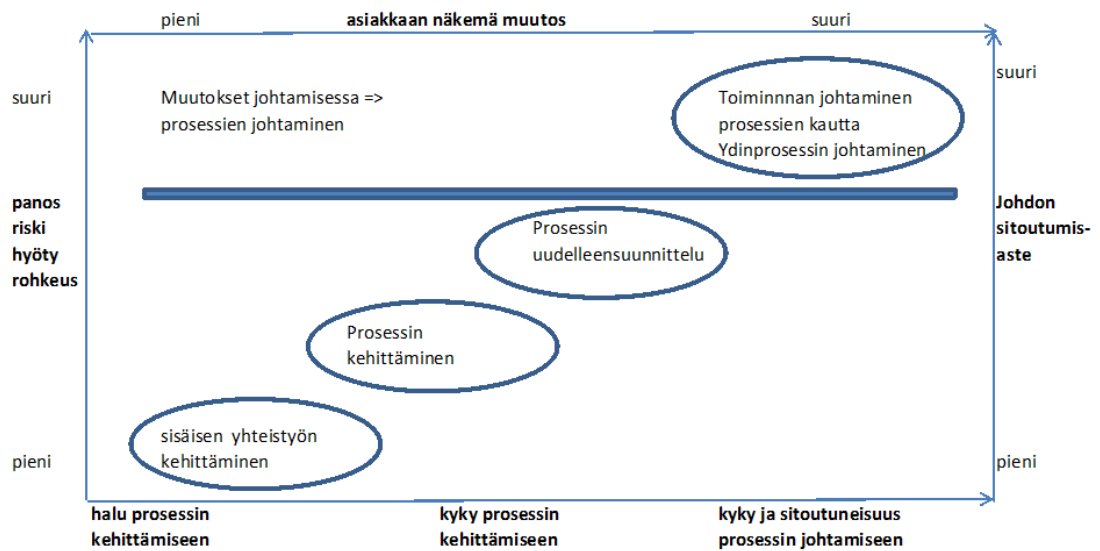 pieni
asiakkaan näkemä muutos
suuri
suuri
suuri
Muutokset johtamisessa =>
prosessien johtaminen
Toiminnnan johtaminen
prosessien kautta
Ydinprosessin johtaminen
panos
riski
hyöty
rohkeus
Johdon
sitoutumis-
aste
Prosessin
uudelleensuunnittelu
Prosessin
kehittäminen
sisäisen yhteistyön
kehittäminen
pieni
pieni
halu prosessin
kehittämiseen
kyky prosessin
kehittämiseen
kyky ja sitoutuneisuus
prosessin johtamiseen